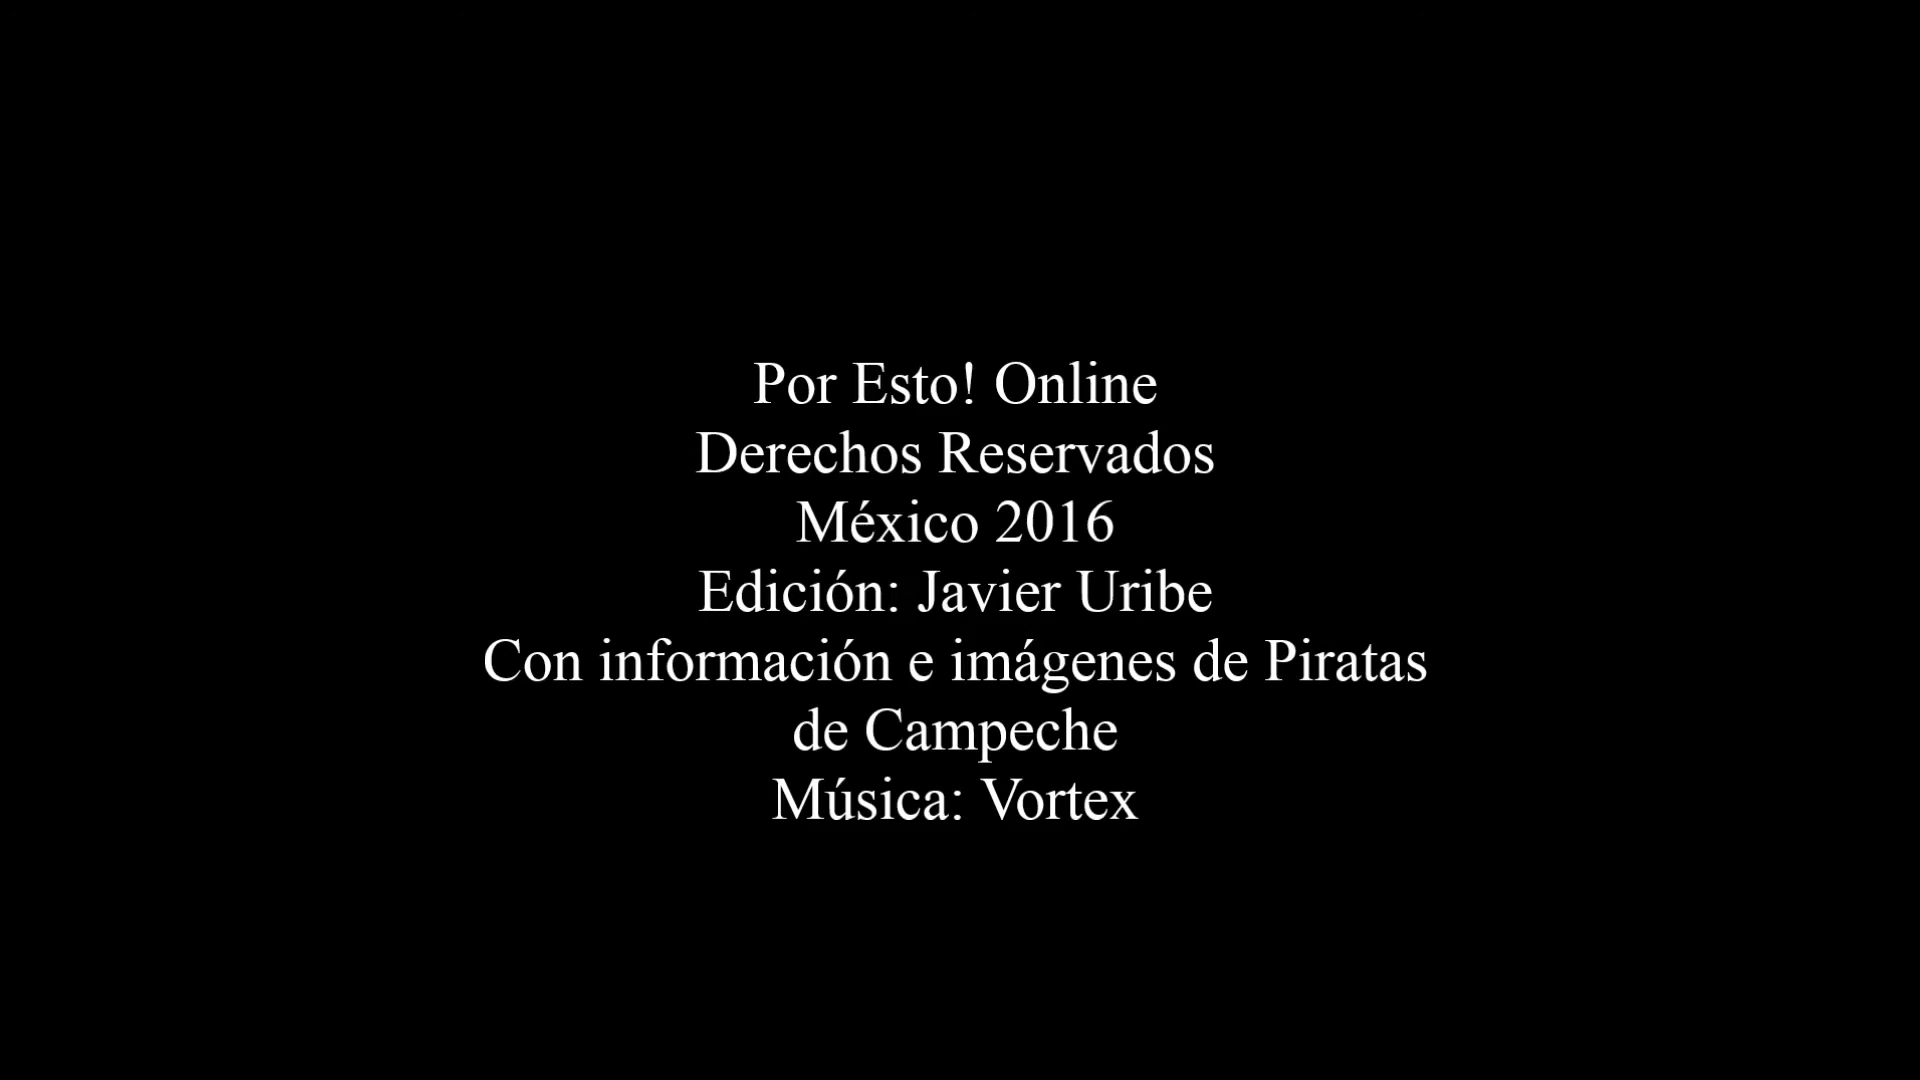 Por Esto! Online
Derechos Reservados
México 2016
Edición: Javier Uribe
Con información e imágenes de Piratas
de Campeche
Música: Vortex